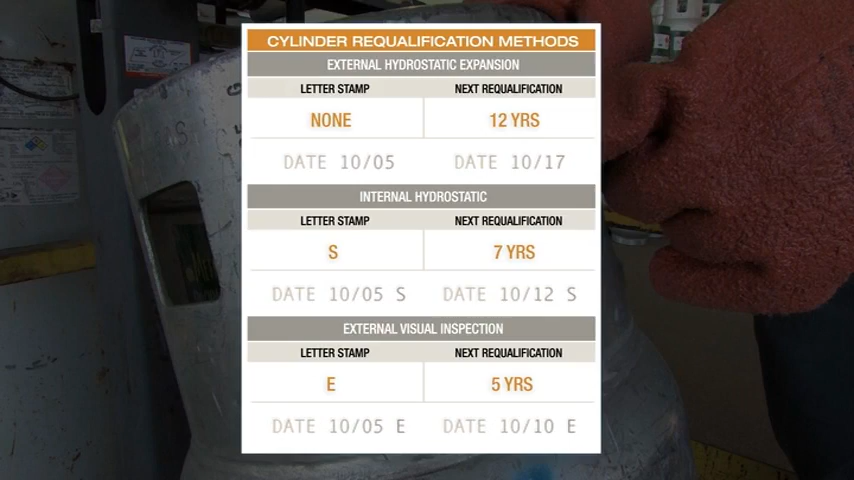 CYLINDER REQUALIFICATION METHODS
EXTERNAL HYDROSTATIC EXPANSION
LETTER STAMP NEXT REQUALIFICATION
NONE 12 YRS
DATE 10/05 DATE 10/17
INTERNAL HYDROSTATIC
LETTER STAMP NEXT REQUALIFICATION
S 7 YRS
DATE 10/05 S DATE 10/12 S
EXTERNAL VISUAL INSPECTION
LETTER STAMP NEXT REQUALIFICATION
E 5 YRS
DATE 10/05 E DATE 10/10 E